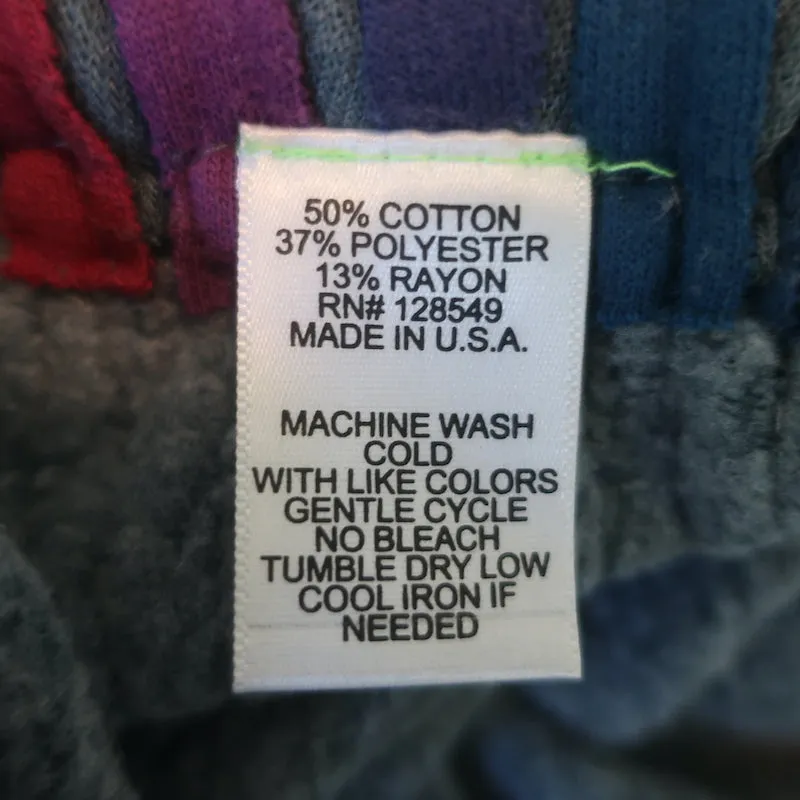 50% COTTON
37% POLYESTER
13% RAYON
RN# 128549
MADE IN U.S.A.
MACHINE WASH
COLD
WITH LIKE COLORS
GENTLE CYCLE
NO BLEACH
TUMBLE DRY LOW
COOL IRON IF
NEEDED